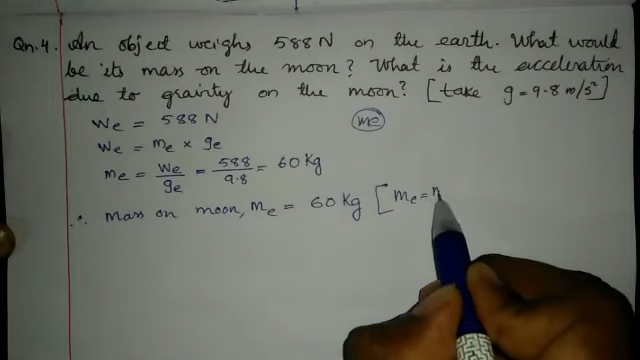 Qn.4. An object weighs 588 N on the earth. What would
be its mass on the moon? What is the acceleration
due to gravity on the moon? [take g = 9.8 m/s²]
We = 588 N
me
We = me × ge
me = We/ge = 588/9.8 = 60 Kg
∴ Mass on moon, me = 60 Kg [me = m